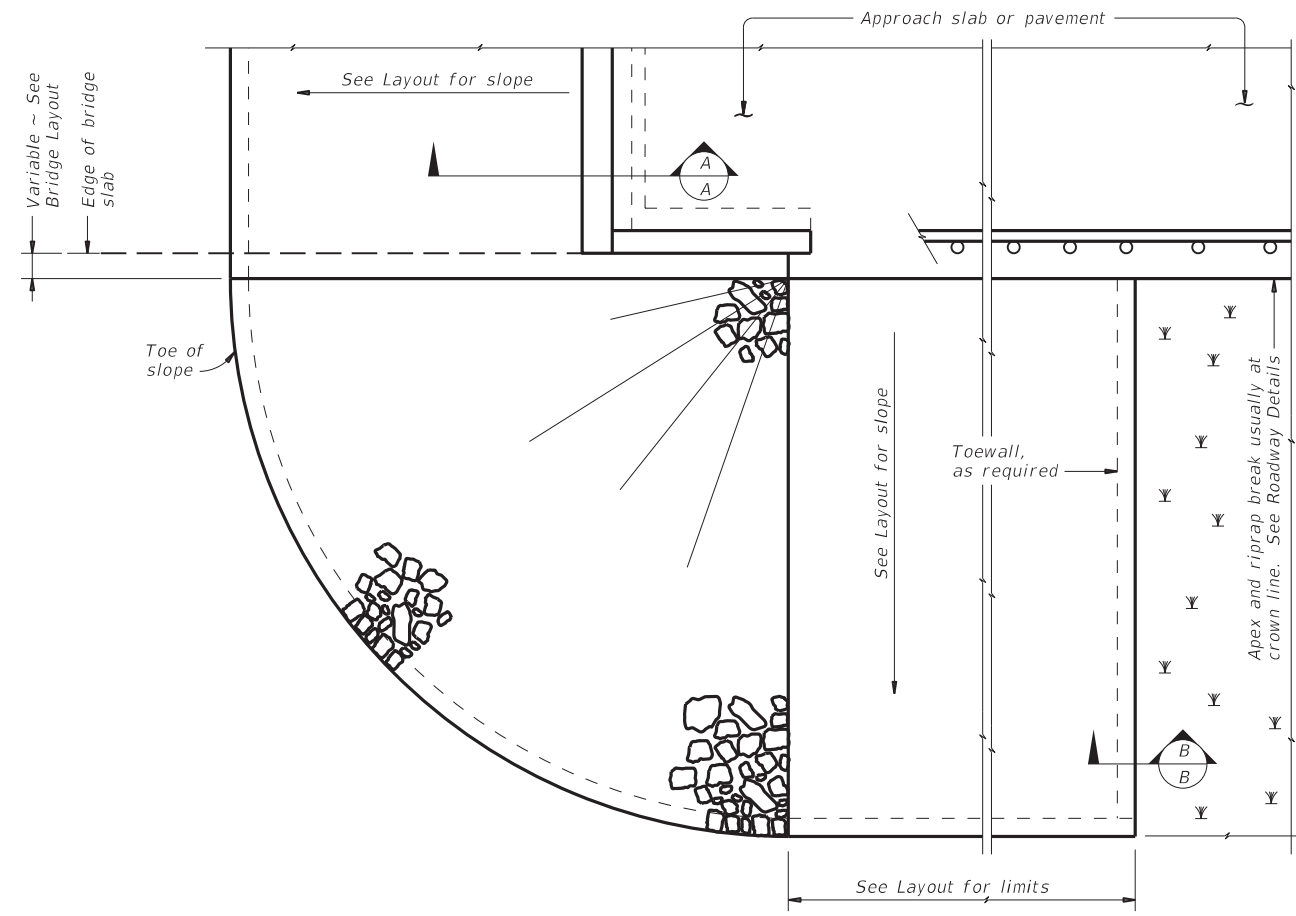 Approach slab or pavement
See Layout for slope
Variable ~ See
Bridge Layout
Edge of bridge
slab
A
A
Toe of
slope
See Layout for slope
Toewall,
as required
Apex and riprap break usually at
crown line. See Roadway Details
B
B
See Layout for limits